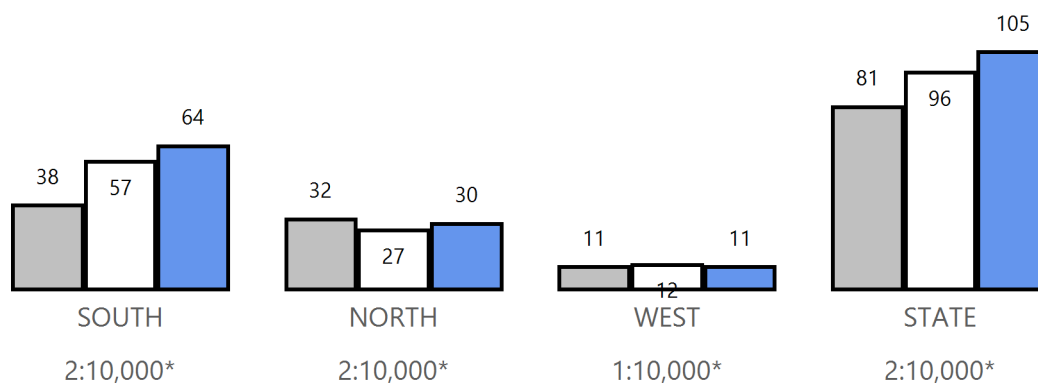 38 57 64
32 27 30
11 12 11
81 96 105
SOUTH NORTH WEST STATE
2:10,000* 2:10,000* 1:10,000* 2:10,000*